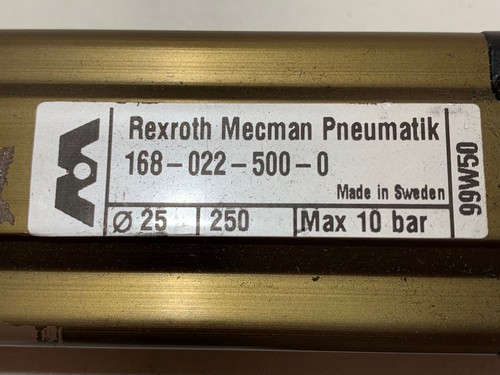 Rexroth Mecman Pneumatik
168-022-500-0
Made in Sweden
Ø 25 250 Max 10 bar
99W50